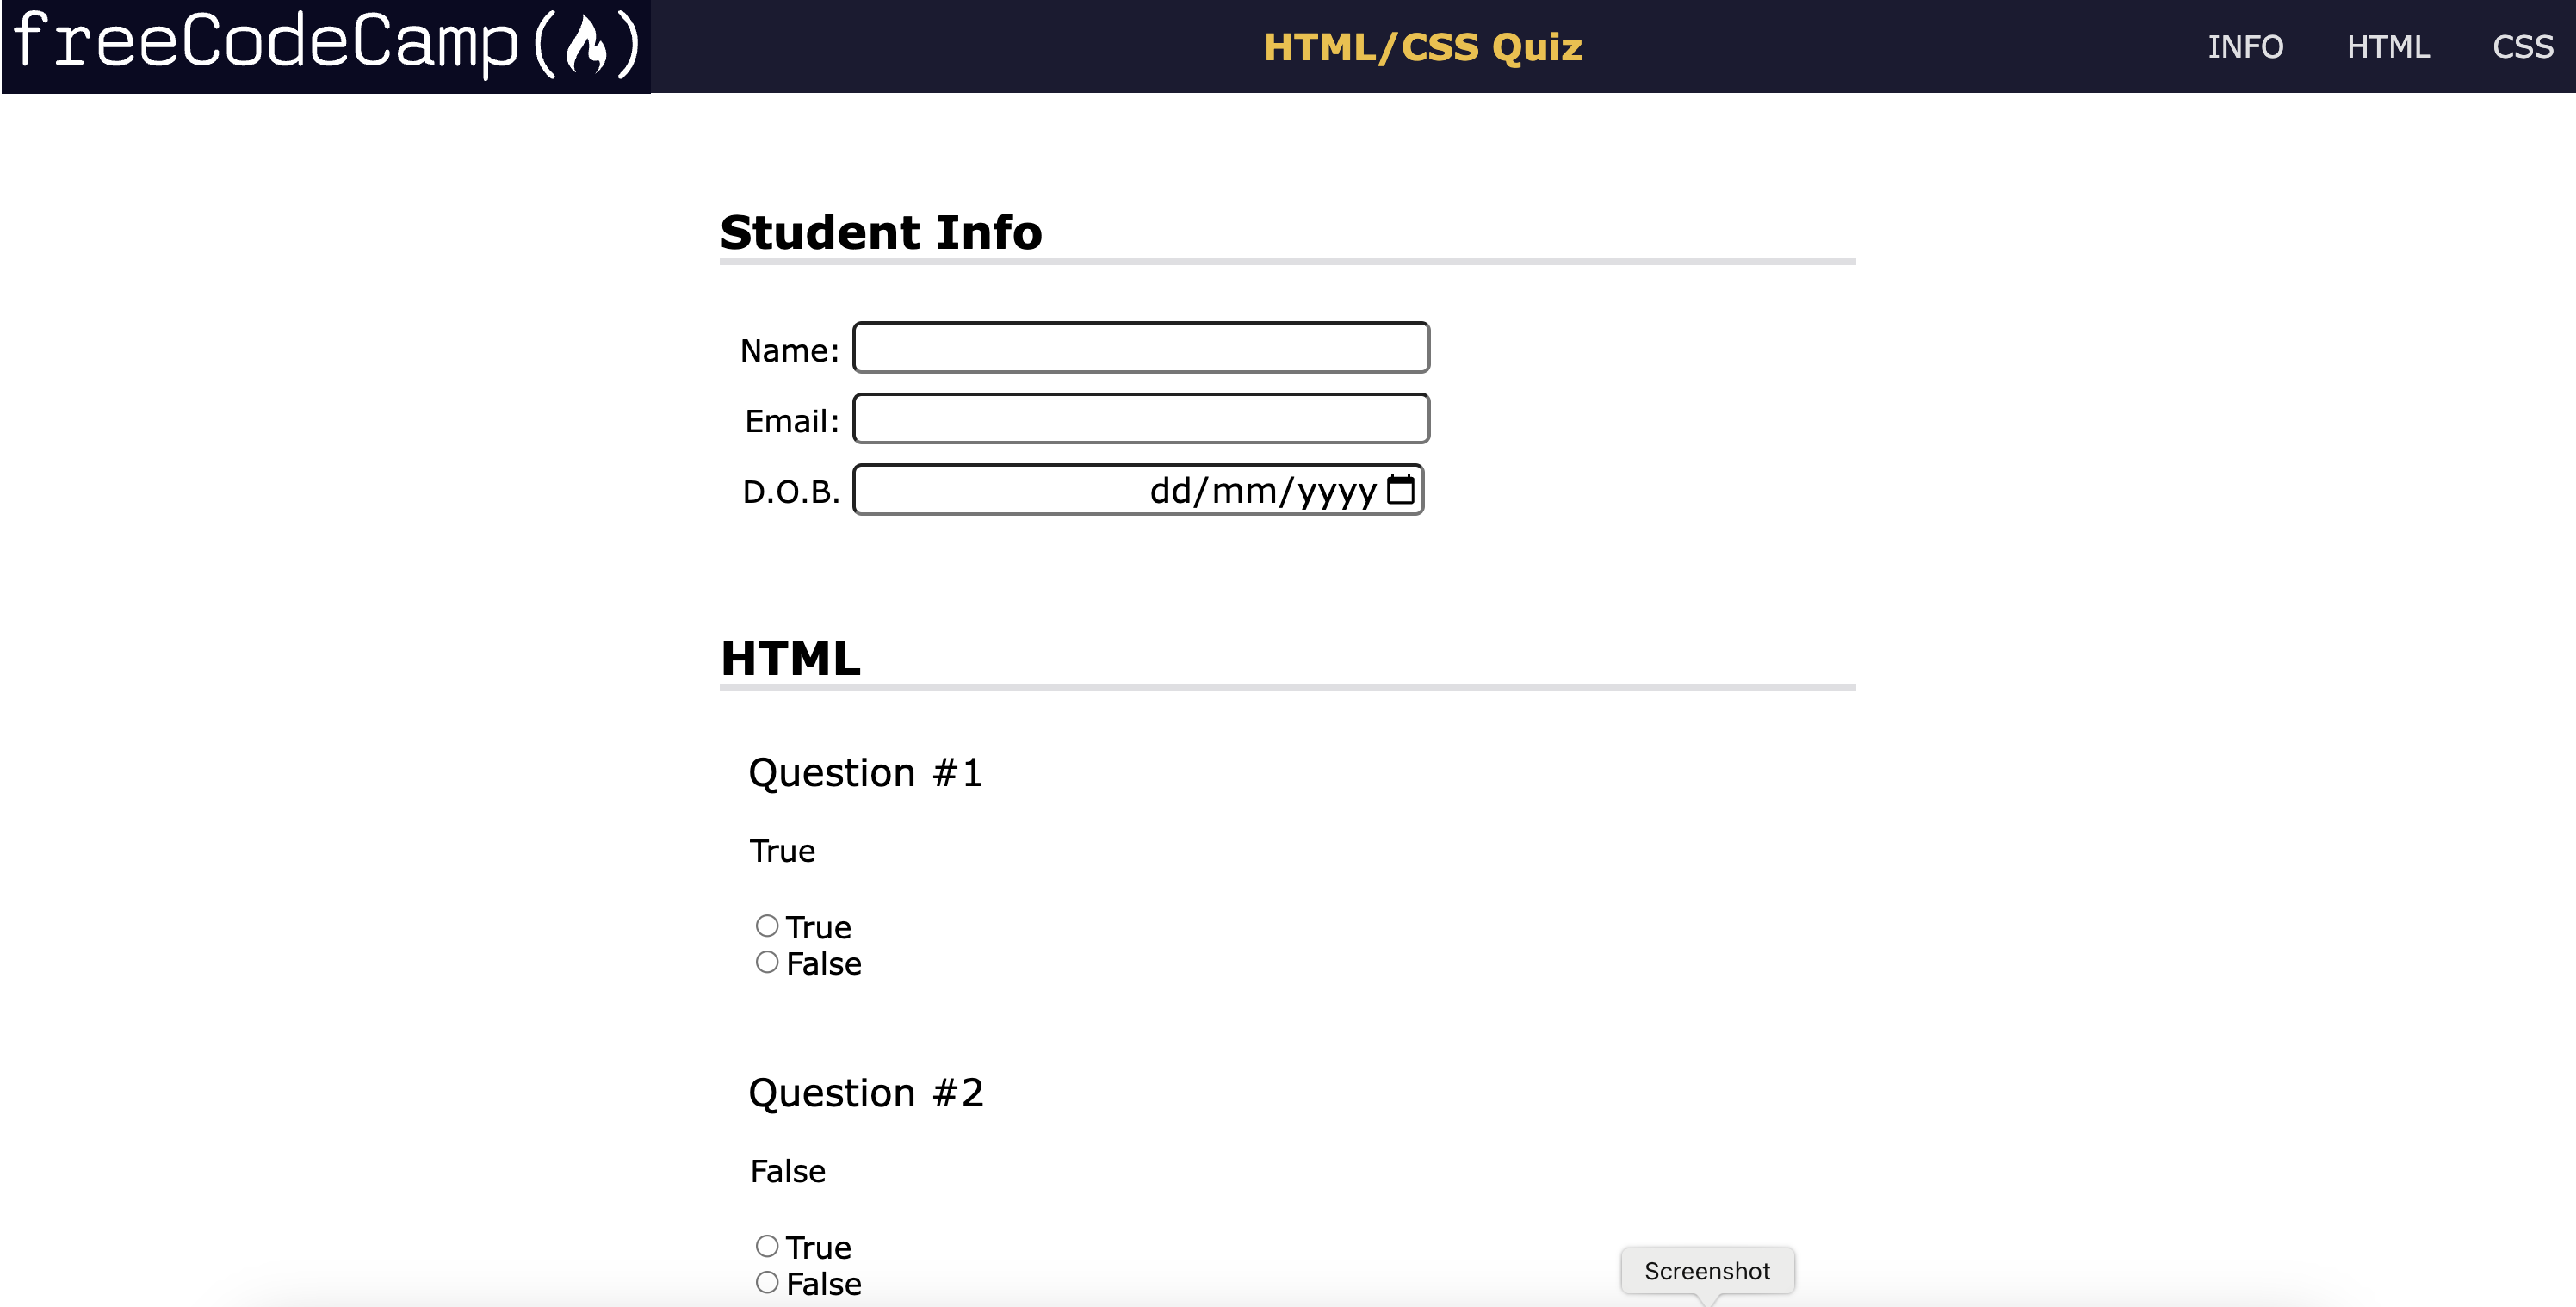 freeCodeCamp(🔥) HTML/CSS Quiz INFO HTML CSS
Student Info
Name:
Email:
D.O.B. dd/mm/yyyy
HTML
Question #1
True
True
False
Question #2
False
True
False
Screenshot